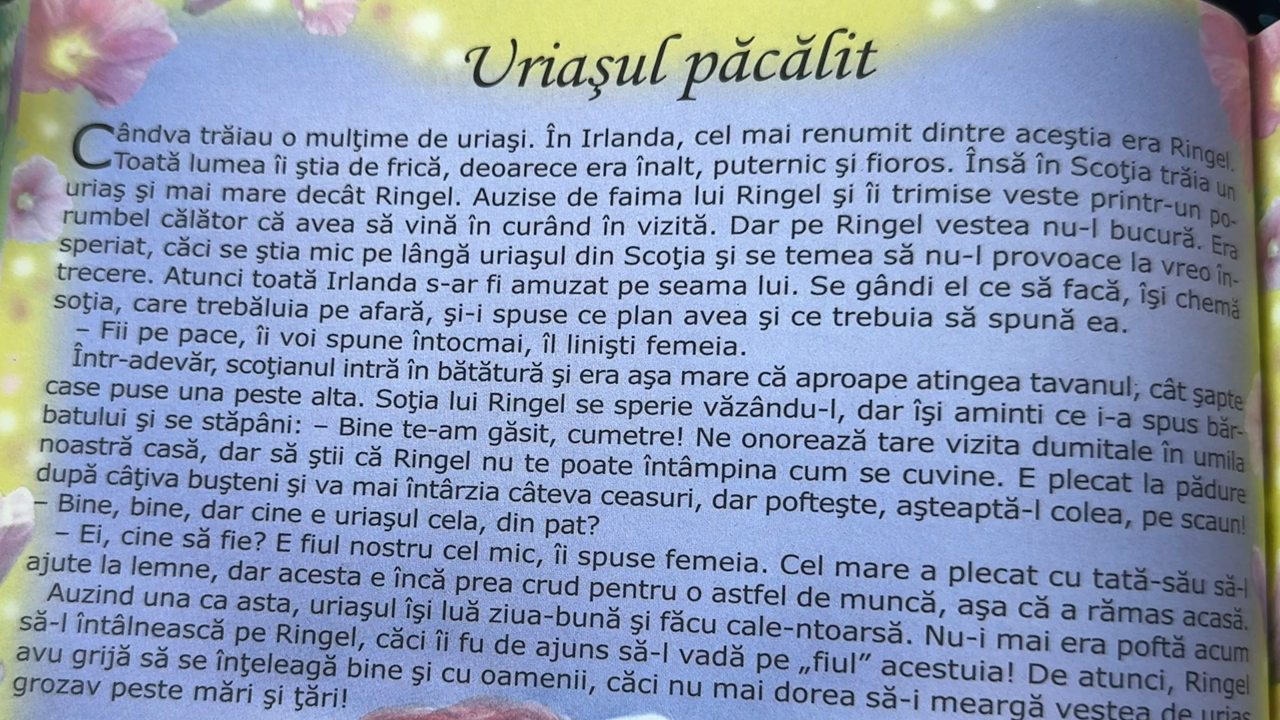 Uriaşul păcălit
Cândva trăiau o mulţime de uriaşi. În Irlanda, cel mai renumit dintre aceştia era Ringel.
Toată lumea îi ştia de frică, deoarece era înalt, puternic şi fioros. Însă în Scoţia trăia un
uriaş şi mai mare decât Ringel. Auzise de faima lui Ringel şi îi trimise veste printr-un po-
rumbel călător că avea să vină în curând în vizită. Dar pe Ringel vestea nu-l bucură. Era
speriat, căci se ştia mic pe lângă uriaşul din Scoţia şi se temea să nu-l provoace la vreo în-
trecere. Atunci toată Irlanda s-ar fi amuzat pe seama lui. Se gândi el ce să facă, îşi chemă
soţia, care trebăluia pe afară, şi-i spuse ce plan avea şi ce trebuia să spună ea.
– Fii pe pace, îi voi spune întocmai, îl linişti femeia.
Într-adevăr, scoţianul intră în bătătură şi era aşa mare că aproape atingea tavanul, cât şapte
case puse una peste alta. Soţia lui Ringel se sperie văzându-l, dar îşi aminti ce i-a spus băr-
batului şi se stăpâni: – Bine te-am găsit, cumetre! Ne onorează tare vizita dumitale în umila
noastră casă, dar să ştii că Ringel nu te poate întâmpina cum se cuvine. E plecat la pădure
după câţiva buşteni şi va mai întârzia câteva ceasuri, dar pofteşte, aşteaptă-l colea, pe scaun!
– Bine, bine, dar cine e uriaşul cela, din pat?
– Ei, cine să fie? E fiul nostru cel mic, îi spuse femeia. Cel mare a plecat cu tată-său să-l
ajute la lemne, dar acesta e încă prea crud pentru o astfel de muncă, aşa că a rămas acasă.
Auzind una ca asta, uriaşul îşi luă ziua-bună şi făcu cale-ntoarsă. Nu-i mai era poftă acum
să-l întâlnească pe Ringel, căci îi fu de ajuns să-l vadă pe „fiul” acestuia! De atunci, Ringel
avu grijă să se înţeleagă bine şi cu oamenii, căci nu mai dorea să-i meargă vestea de uriaş
grozav peste mări şi ţări!